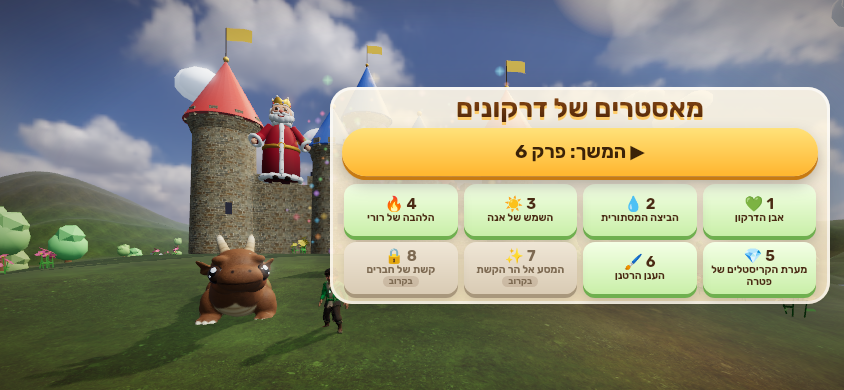 מאסטרים של דרקונים
▶ המשך: פרק 6
💚 1
אבן הדרקון
💧 2
הביצה המסתורית
☀️ 3
השמש של אנה
🔥 4
הלהבה של רורי
💎 5
מערת הקריסטלים של
פטרה
🖌️ 6
הענן הרטנן
✨ 7
המסע אל הר הקשת
בקרוב
🔒 8
קשת של חברים
בקרוב